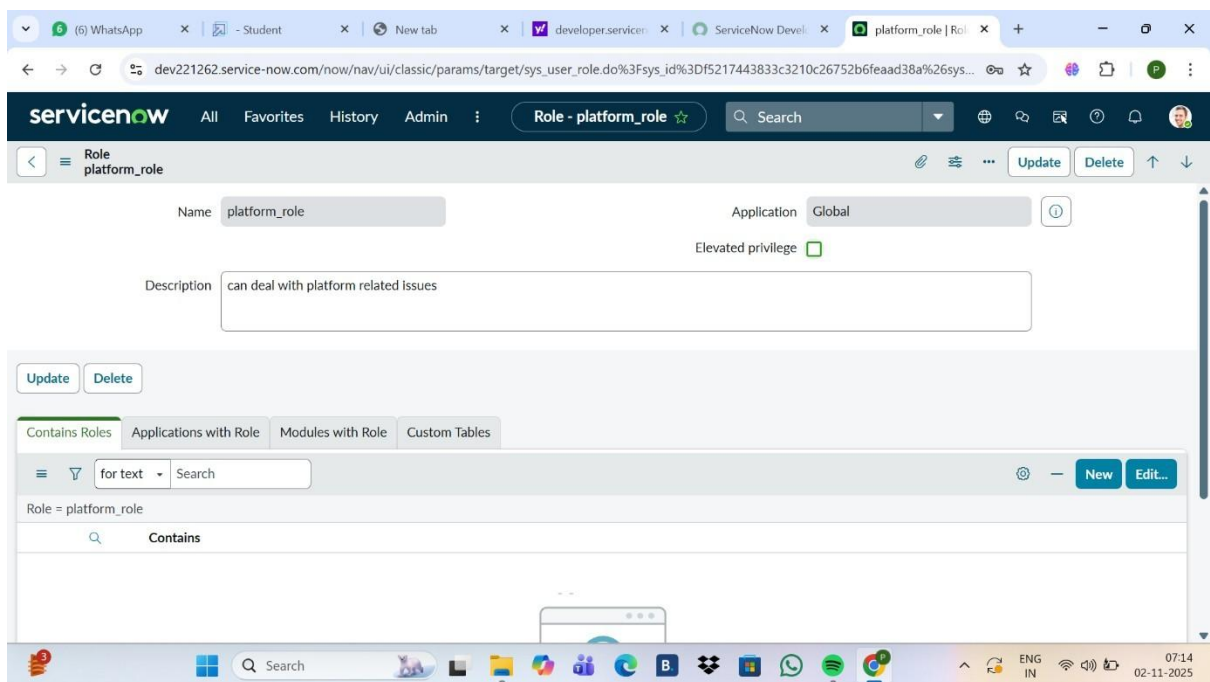 6 (6) WhatsApp - Student New tab developer.servicen ServiceNow Devel platform_role | Rol
dev221262.service-now.com/now/nav/ui/classic/params/target/sys_user_role.do%3Fsys_id%3Df5217443833c3210c26752b6feaad38a%26sys... P
servicenow All Favorites History Admin Role - platform_role Search
Role
platform_role
Update Delete
Name platform_role Application Global
Elevated privilege
Description can deal with platform related issues
Update Delete
Contains Roles Applications with Role Modules with Role Custom Tables
for text Search New Edit...
Role = platform_role
Contains
3 Search B. P ENG 07:14
IN 02-11-2025